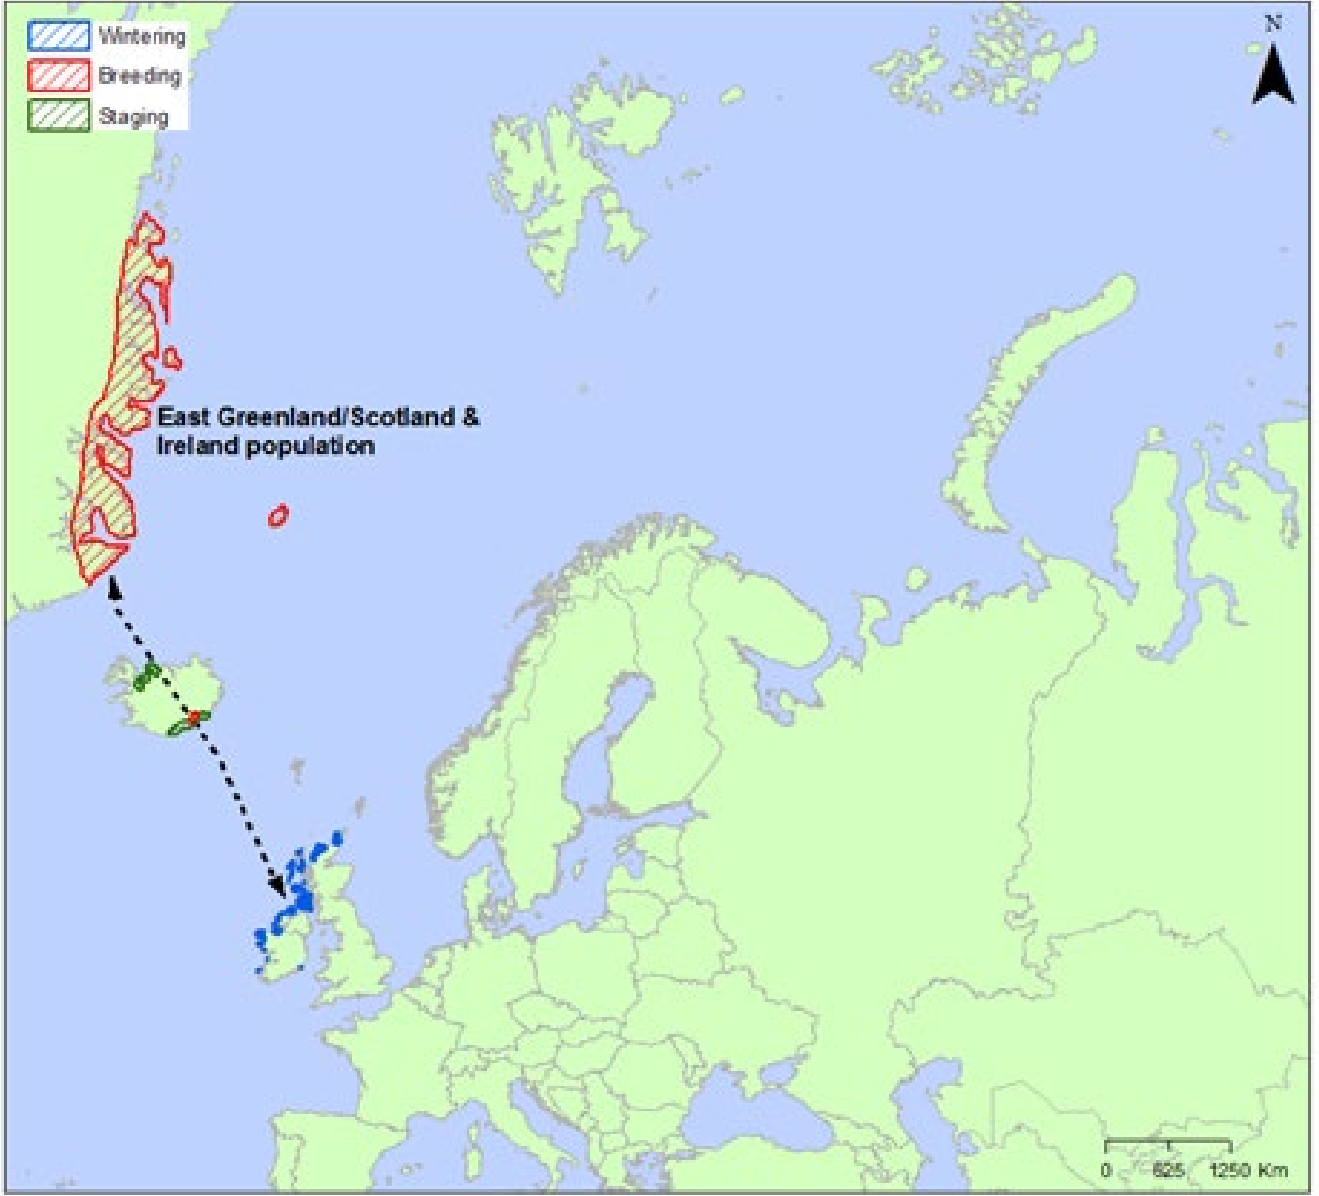 Wintering
Breeding
Staging
N
East Greenland/Scotland &
Ireland population
0 625 1250 Km